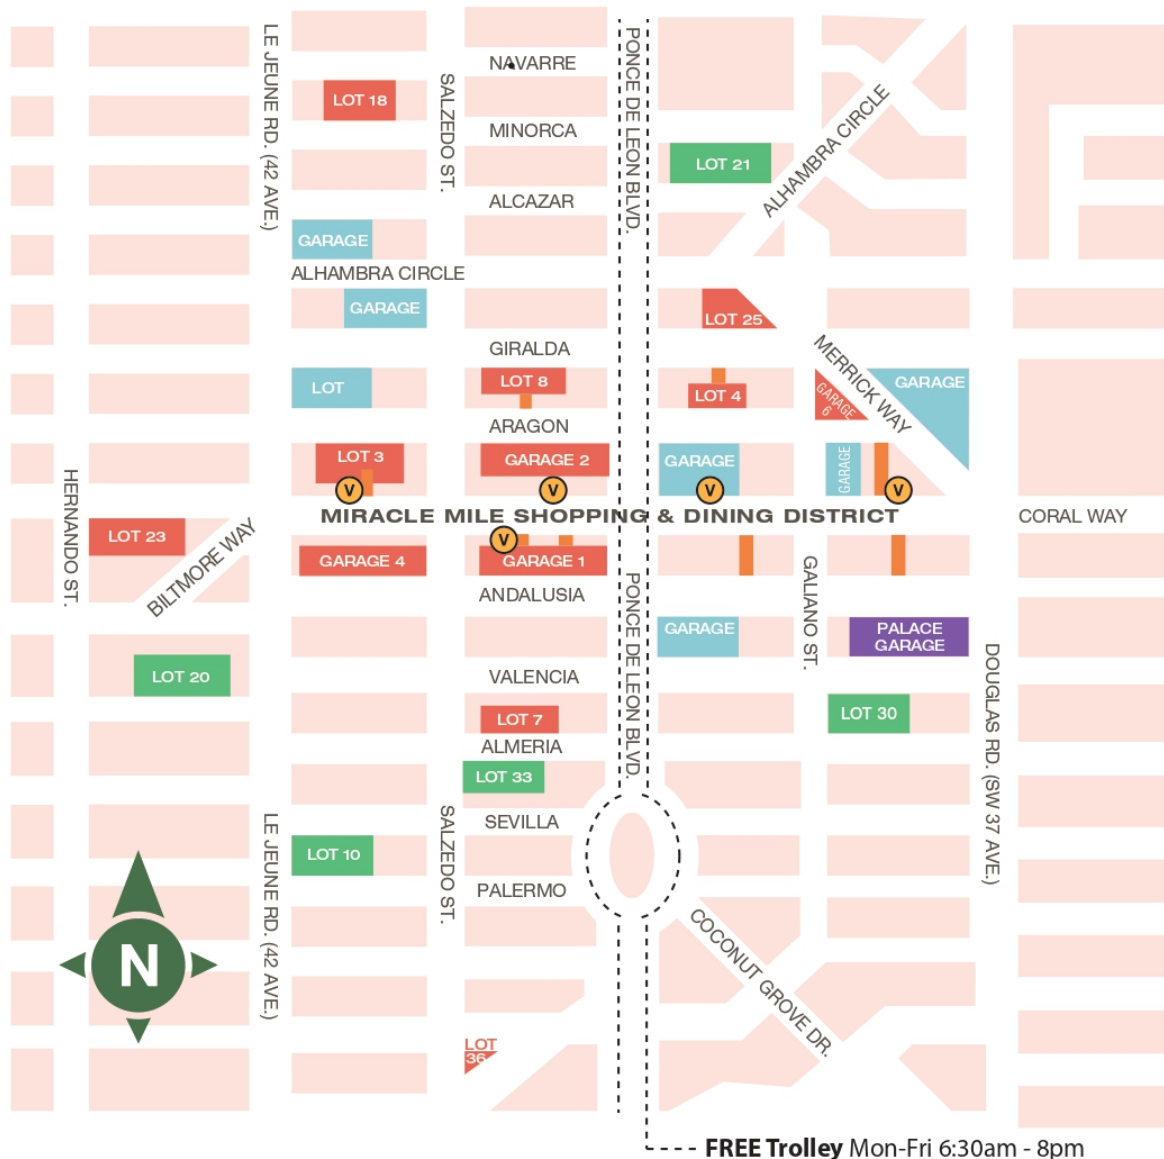 NAVARRE
LE JEUNE RD. (42 AVE.)
SALZEDO ST.
PONCE DE LEON BLVD.
LOT 18
MINORCA
ALHAMBRA CIRCLE
LOT 21
ALCAZAR
GARAGE
ALHAMBRA CIRCLE
GARAGE
LOT 25
GIRALDA
MERRICK WAY
LOT
LOT 8
LOT 4
GARAGE
6
GARAGE
ARAGON
LOT 3
GARAGE 2
GARAGE
GARAGE
V
V
V
V
HERNANDO ST.
MIRACLE MILE SHOPPING & DINING DISTRICT
CORAL WAY
LOT 23
BILTMORE WAY
V
GARAGE 4
GARAGE 1
GALIANO ST.
ANDALUSIA
PONCE DE LEON BLVD.
GARAGE
PALACE
GARAGE
LOT 20
VALENCIA
DOUGLAS RD. (SW 37 AVE.)
LOT 7
LOT 30
ALMERIA
LOT 33
SEVILLA
LE JEUNE RD. (42 AVE.)
SALZEDO ST.
LOT 10
PALERMO
COCONUT GROVE DR.
N
LOT
36
FREE Trolley Mon-Fri 6:30am - 8pm